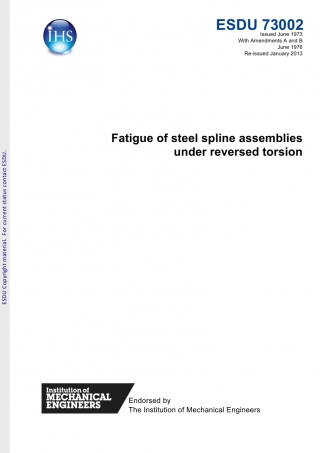 IHS
ESDU 73002
Issued June 1973
With Amendments A and B
June 1976
Re-issued January 2013
ESDU Copyright material. For current status contact ESDU.
Fatigue of steel spline assemblies
under reversed torsion
Institution of
MECHANICAL
ENGINEERS
Endorsed by
The Institution of Mechanical Engineers